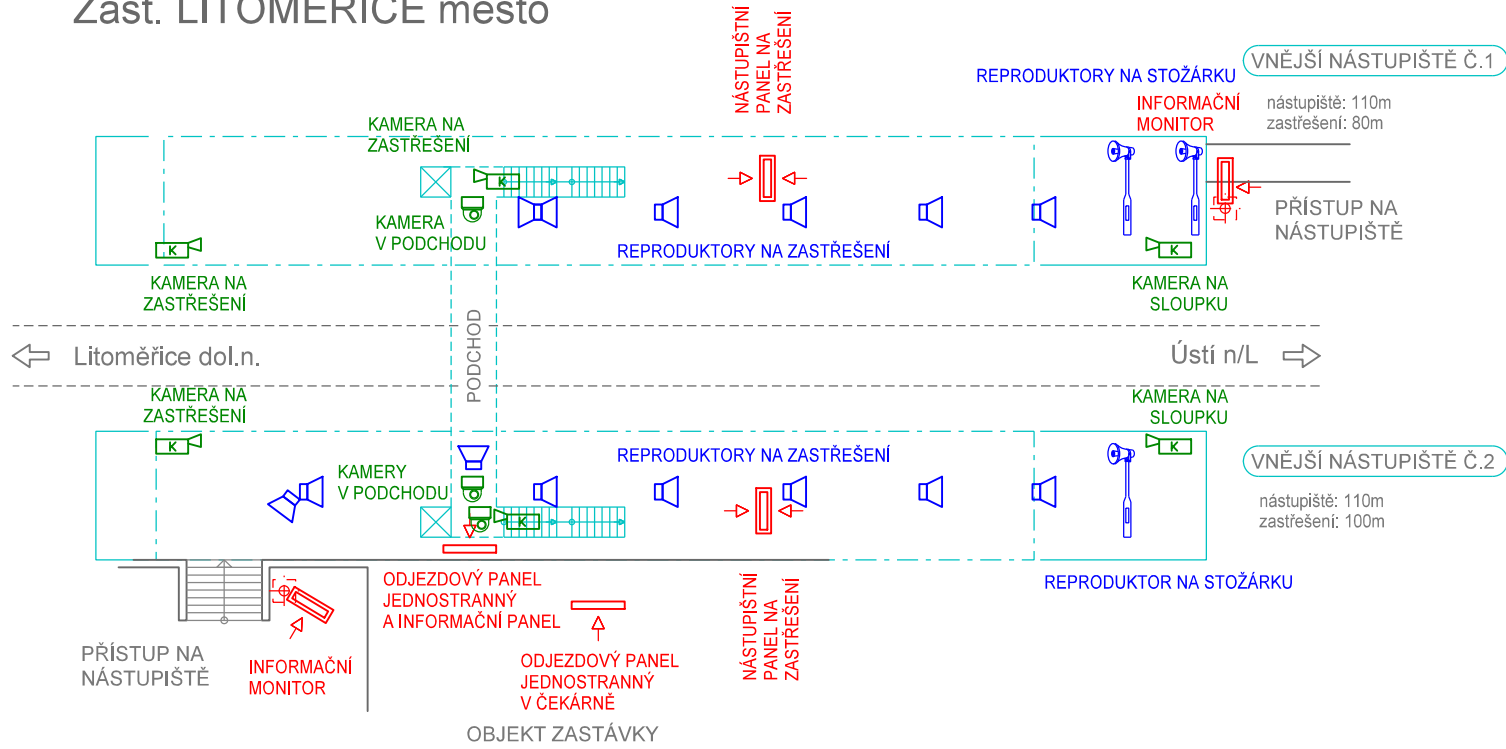 Zast. LITOMĚŘICE město
NÁSTUPIŠTNÍ
PANEL NA
ZASTŘEŠENÍ
REPRODUKTORY NA STOŽÁRKU
VNĚJŠÍ NÁSTUPIŠTĚ Č.1
INFORMAČNÍ
MONITOR
nástupiště: 110m
zastřešení: 80m
KAMERA NA
ZASTŘEŠENÍ
K
KAMERA
V PODCHODU
PŘÍSTUP NA
NÁSTUPIŠTĚ
REPRODUKTORY NA ZASTŘEŠENÍ
K
K
KAMERA NA
ZASTŘEŠENÍ
KAMERA NA
SLOUPKU
PODCHOD
Litoměřice dol.n.
Ústí n/L
KAMERA NA
ZASTŘEŠENÍ
KAMERA NA
SLOUPKU
K
K
REPRODUKTORY NA ZASTŘEŠENÍ
VNĚJŠÍ NÁSTUPIŠTĚ Č.2
KAMERY
V PODCHODU
nástupiště: 110m
zastřešení: 100m
K
ODJEZDOVÝ PANEL
JEDNOSTRANNÝ
A INFORMAČNÍ PANEL
NÁSTUPIŠTNÍ
PANEL NA
ZASTŘEŠENÍ
REPRODUKTOR NA STOŽÁRKU
PŘÍSTUP NA
NÁSTUPIŠTĚ
INFORMAČNÍ
MONITOR
ODJEZDOVÝ PANEL
JEDNOSTRANNÝ
V ČEKÁRNĚ
OBJEKT ZASTÁVKY